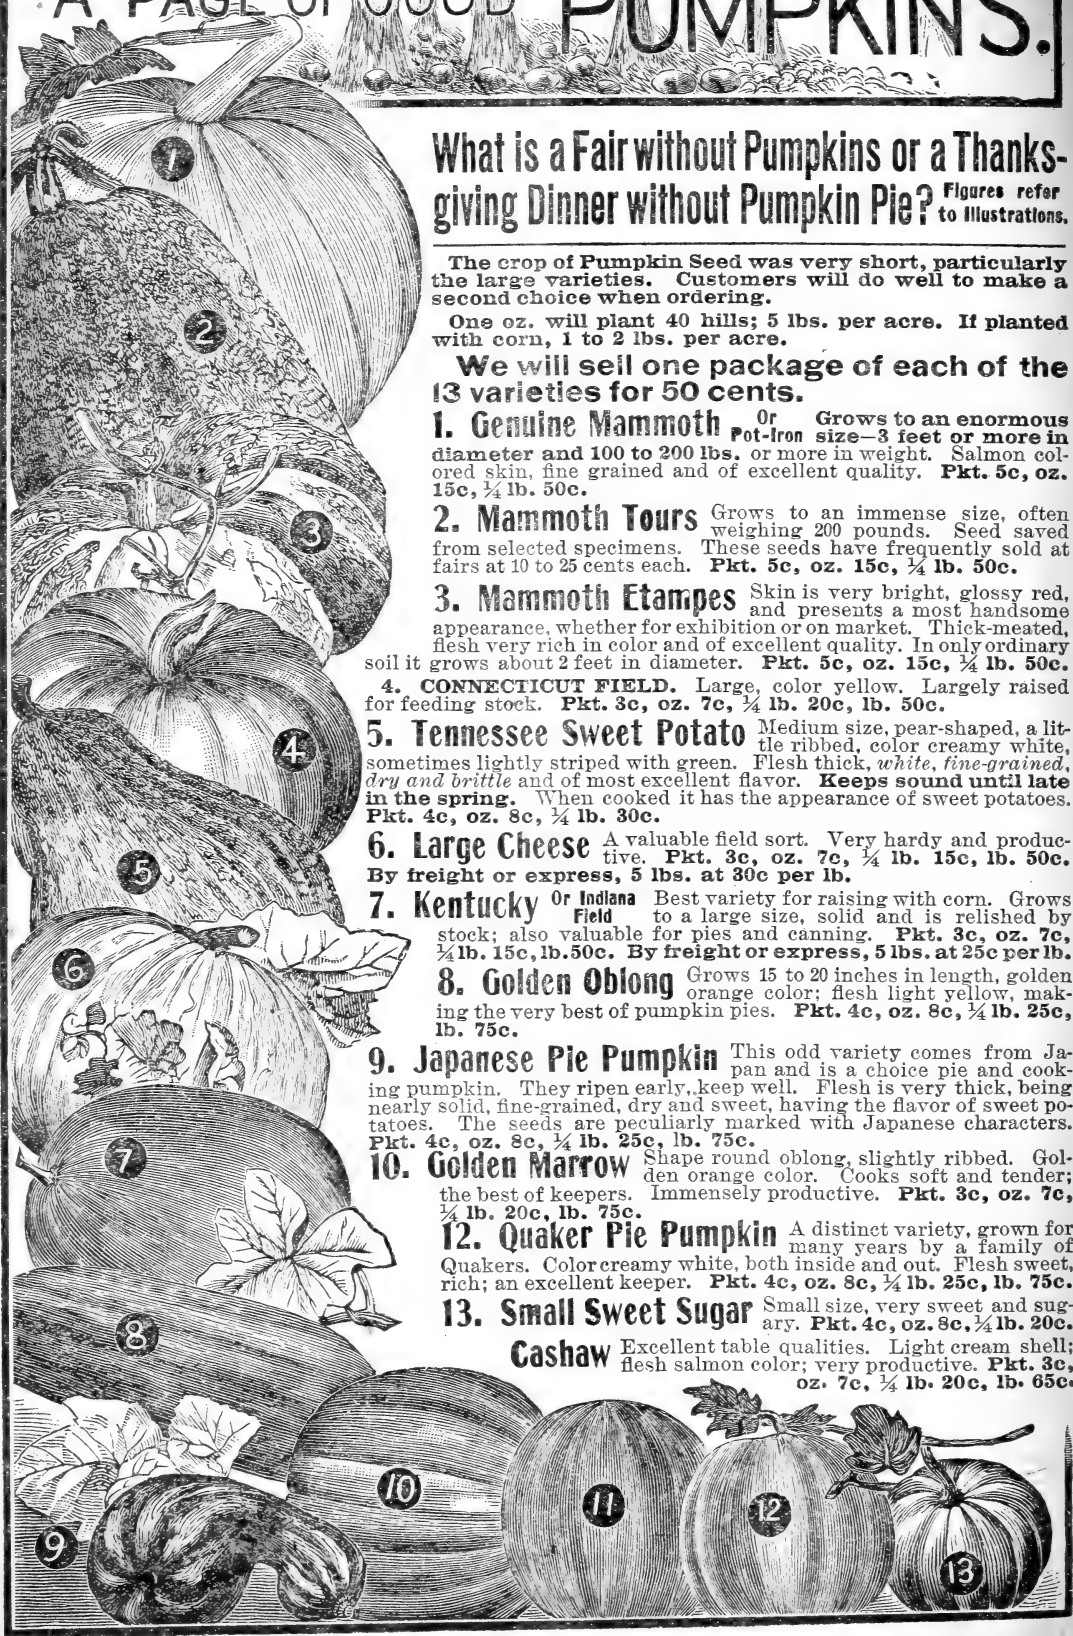 A PAGE OF GOOD PUMPKINS.
What is a Fair without Pumpkins or a Thanks-
giving Dinner without Pumpkin Pie? Figures refer
to Illustrations.
The crop of Pumpkin Seed was very short, particularly
the large varieties. Customers will do well to make a
second choice when ordering.
One oz. will plant 40 hills; 5 lbs. per acre. If planted
with corn, 1 to 2 lbs. per acre.
We will sell one package of each of the
13 varieties for 50 cents.
1. Genuine Mammoth Or Pot-Iron Grows to an enormous
size—3 feet or more in
diameter and 100 to 200 lbs. or more in weight. Salmon col-
ored skin, fine grained and of excellent quality. Pkt. 5c, oz.
15c, ¼ lb. 50c.
2. Mammoth Tours Grows to an immense size, often
weighing 200 pounds. Seed saved
from selected specimens. These seeds have frequently sold at
fairs at 10 to 25 cents each. Pkt. 5c, oz. 15c, ¼ lb. 50c.
3. Mammoth Etampes Skin is very bright, glossy red,
and presents a most handsome
appearance, whether for exhibition or on market. Thick-meated,
flesh very rich in color and of excellent quality. In only ordinary
soil it grows about 2 feet in diameter. Pkt. 5c, oz. 15c, ¼ lb. 50c.
4. CONNECTICUT FIELD. Large, color yellow. Largely raised
for feeding stock. Pkt. 3c, oz. 7c, ¼ lb. 20c, lb. 50c.
5. Tennessee Sweet Potato Medium size, pear-shaped, a lit-
tle ribbed, color creamy white,
sometimes lightly striped with green. Flesh thick, white, fine-grained,
dry and brittle and of most excellent flavor. Keeps sound until late
in the spring. When cooked it has the appearance of sweet potatoes.
Pkt. 4c, oz. 8c, ¼ lb. 30c.
6. Large Cheese A valuable field sort. Very hardy and produc-
tive. Pkt. 3c, oz. 7c, ¼ lb. 15c, lb. 50c.
By freight or express, 5 lbs. at 30c per lb.
7. Kentucky Or Indiana Field Best variety for raising with corn. Grows
to a large size, solid and is relished by
stock; also valuable for pies and canning. Pkt. 3c, oz. 7c,
¼ lb. 15c, lb. 50c. By freight or express, 5 lbs. at 25c per lb.
8. Golden Oblong Grows 15 to 20 inches in length, golden
orange color; flesh light yellow, mak-
ing the very best of pumpkin pies. Pkt. 4c, oz. 8c, ¼ lb. 25c,
lb. 75c.
9. Japanese Pie Pumpkin This odd variety comes from Ja-
pan and is a choice pie and cook-
ing pumpkin. They ripen early, keep well. Flesh is very thick, being
nearly solid, fine-grained, dry and sweet, having the flavor of sweet po-
tatoes. The seeds are peculiarly marked with Japanese characters.
Pkt. 4c, oz. 8c, ¼ lb. 25c, lb. 75c.
10. Golden Marrow Shape round oblong, slightly ribbed. Gol-
den orange color. Cooks soft and tender;
the best of keepers. Immensely productive. Pkt. 3c, oz. 7c,
¼ lb. 20c, lb. 75c.
12. Quaker Pie Pumpkin A distinct variety, grown for
many years by a family of
Quakers. Color creamy white, both inside and out. Flesh sweet,
rich; an excellent keeper. Pkt. 4c, oz. 8c, ¼ lb. 25c, lb. 75c.
13. Small Sweet Sugar Small size, very sweet and sug-
ary. Pkt. 4c, oz. 8c, ¼ lb. 20c.
Cashaw Excellent table qualities. Light cream shell;
flesh salmon color; very productive. Pkt. 3c,
oz. 7c, ¼ lb. 20c, lb. 65c.
1
2
3
4
5
6
7
8
9
10
11
12
13